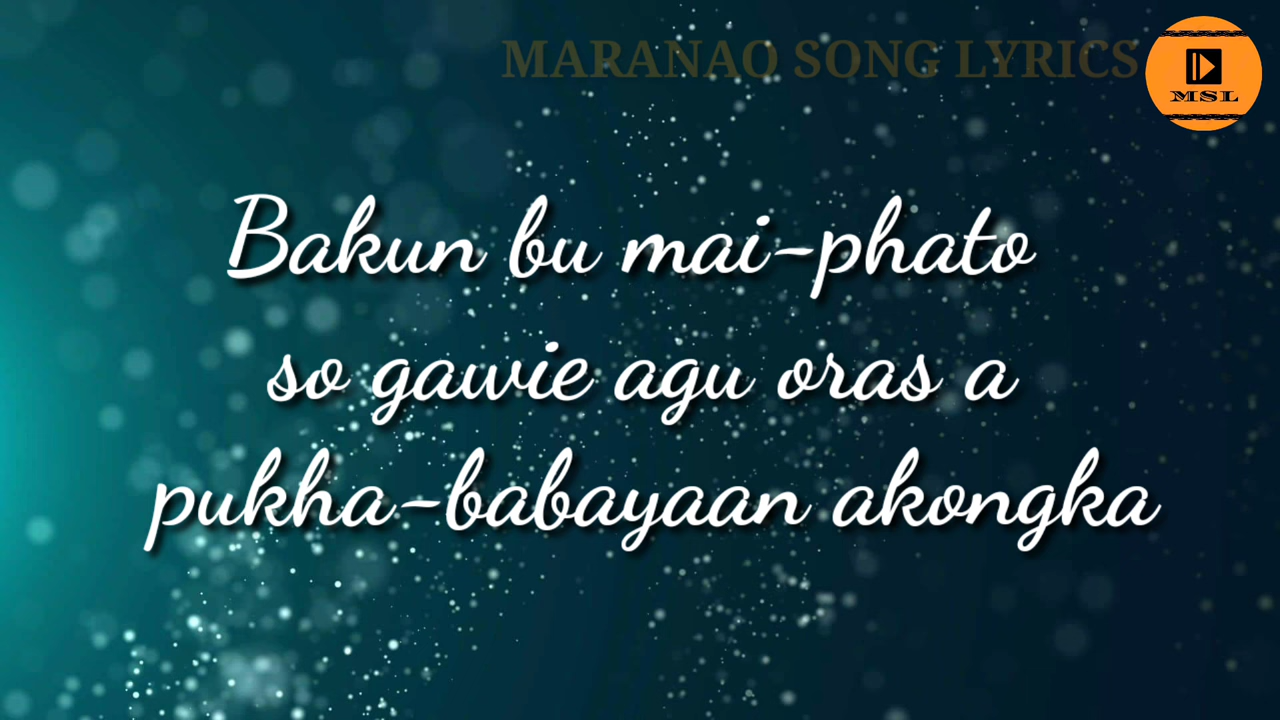 MARANAO SONG LYRICS
MSL
Bakun bu mai-phato
so gawie agu oras a
pukha-babayaan akongka